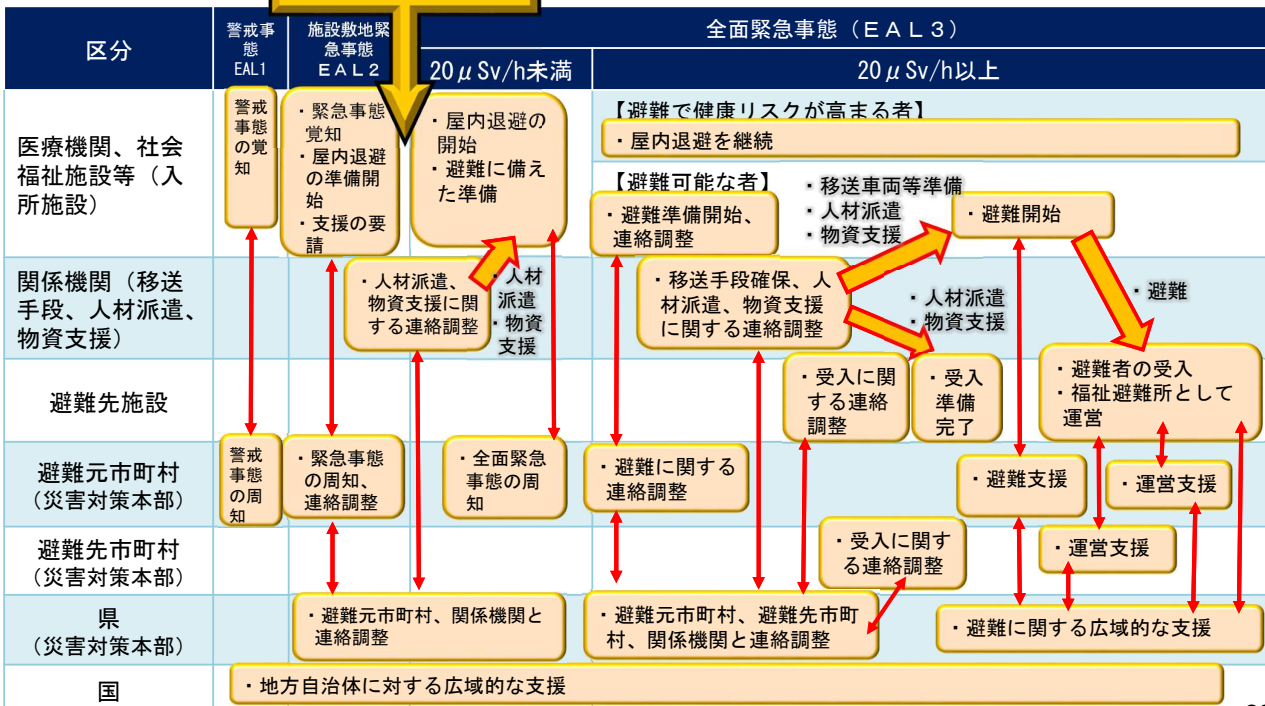 区分
警戒事
態
EAL1
施設敷地緊
急事態
ＥＡＬ２
全面緊急事態（ＥＡＬ３）
20μSv/h未満
20μSv/h以上
医療機関、社会
福祉施設等（入
所施設）
警戒
事態
の覚
知
・緊急事態
覚知
・屋内退避
の準備開
始
・支援の要
請
・屋内退避の
開始
・避難に備え
た準備
【避難で健康リスクが高まる者】
・屋内退避を継続
【避難可能な者】
・避難準備開始、
連絡調整
・移送車両等準備
・人材派遣
・物資支援
・避難開始
関係機関（移送
手段、人材派遣、
物資支援）
・人材派遣、
物資支援に関
する連絡調整
・人材
派遣
・物資
支援
・移送手段確保、人
材派遣、物資支援
に関する連絡調整
・人材派遣
・物資支援
・避難
避難先施設
・受入に関
する連絡
調整
・受入
準備
完了
・避難者の受入
・福祉避難所として
運営
避難元市町村
（災害対策本部）
警戒
事態
の周
知
・緊急事態
の周知、
連絡調整
・全面緊急
事態の周
知
・避難に関する
連絡調整
・避難支援
・運営支援
避難先市町村
（災害対策本部）
・受入に関す
る連絡調整
・運営支援
県
（災害対策本部）
・避難元市町村、関係機関と
連絡調整
・避難元市町村、避難先市町
村、関係機関と連絡調整
・避難に関する広域的な支援
国
・地方自治体に対する広域的な支援